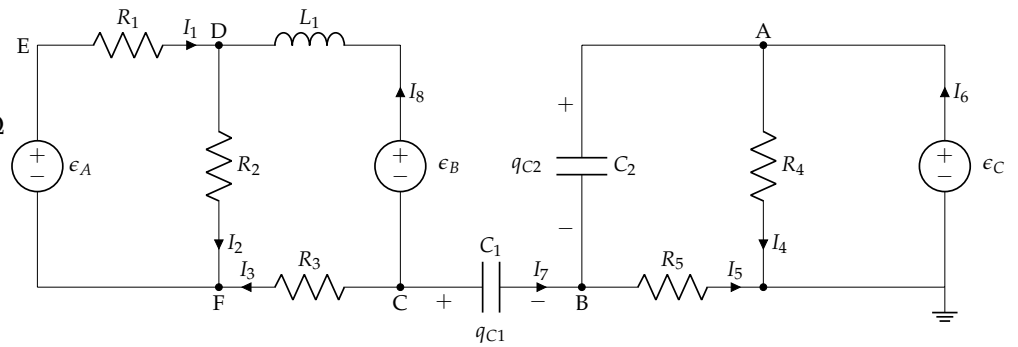 R1 I1 D L1 A
E
I8 I6
+
Ω
+ + + +
ϵA R2 ϵB qC2 C2 R4 ϵC
− − −
−
I2 C1 I4
I3 R3 I7 R5 I5
F C + − B
qC1